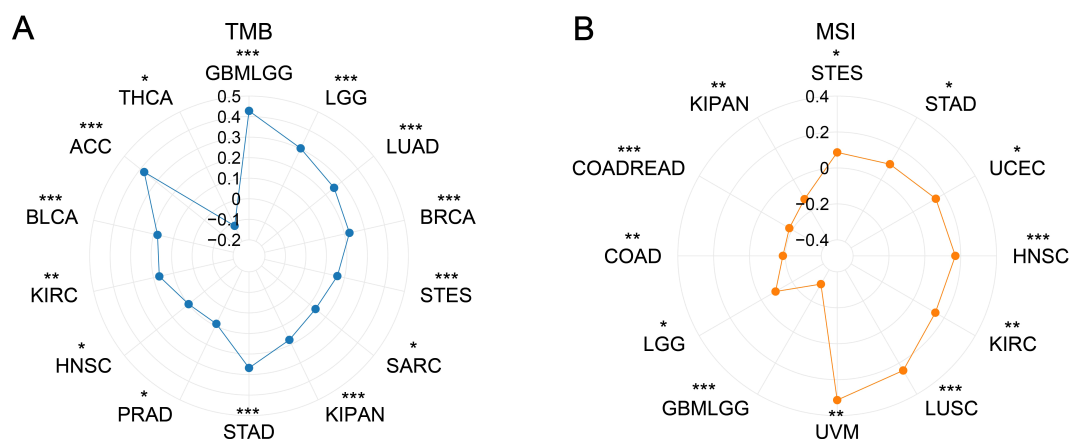 A
TMB
***
GBMLGG
***
LGG
***
LUAD
***
BRCA
***
STES
*
SARC
***
KIPAN
***
STAD
*
PRAD
*
HNSC
**
KIRC
***
BLCA
***
ACC
*
THCA
0.5
0.4
0.3
0.2
0.1
0
−0.1
−0.2
B
MSI
*
STES
*
STAD
*
UCEC
***
HNSC
**
KIRC
***
LUSC
**
UVM
***
GBMLGG
*
LGG
**
COAD
***
COADREAD
**
KIPAN
0.4
0.2
0
−0.2
−0.4